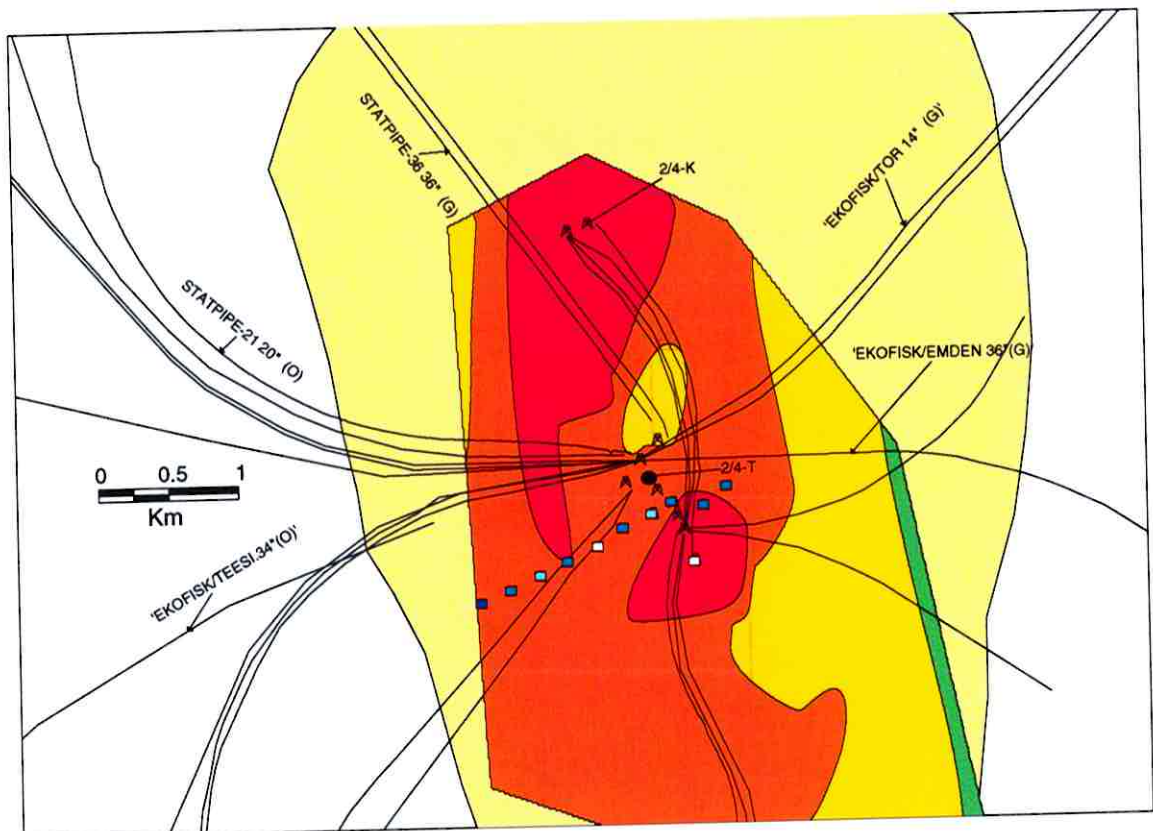 STATPIPE-36 36" (G)
2/4-K
'EKOFISK/TOR 14" (G)'
STATPIPE-21 20" (O)
'EKOFISK/EMDEN 36"(G)
0 0.5 1
Km
2/4-T
'EKOFISK/TEESI.34"(O)'